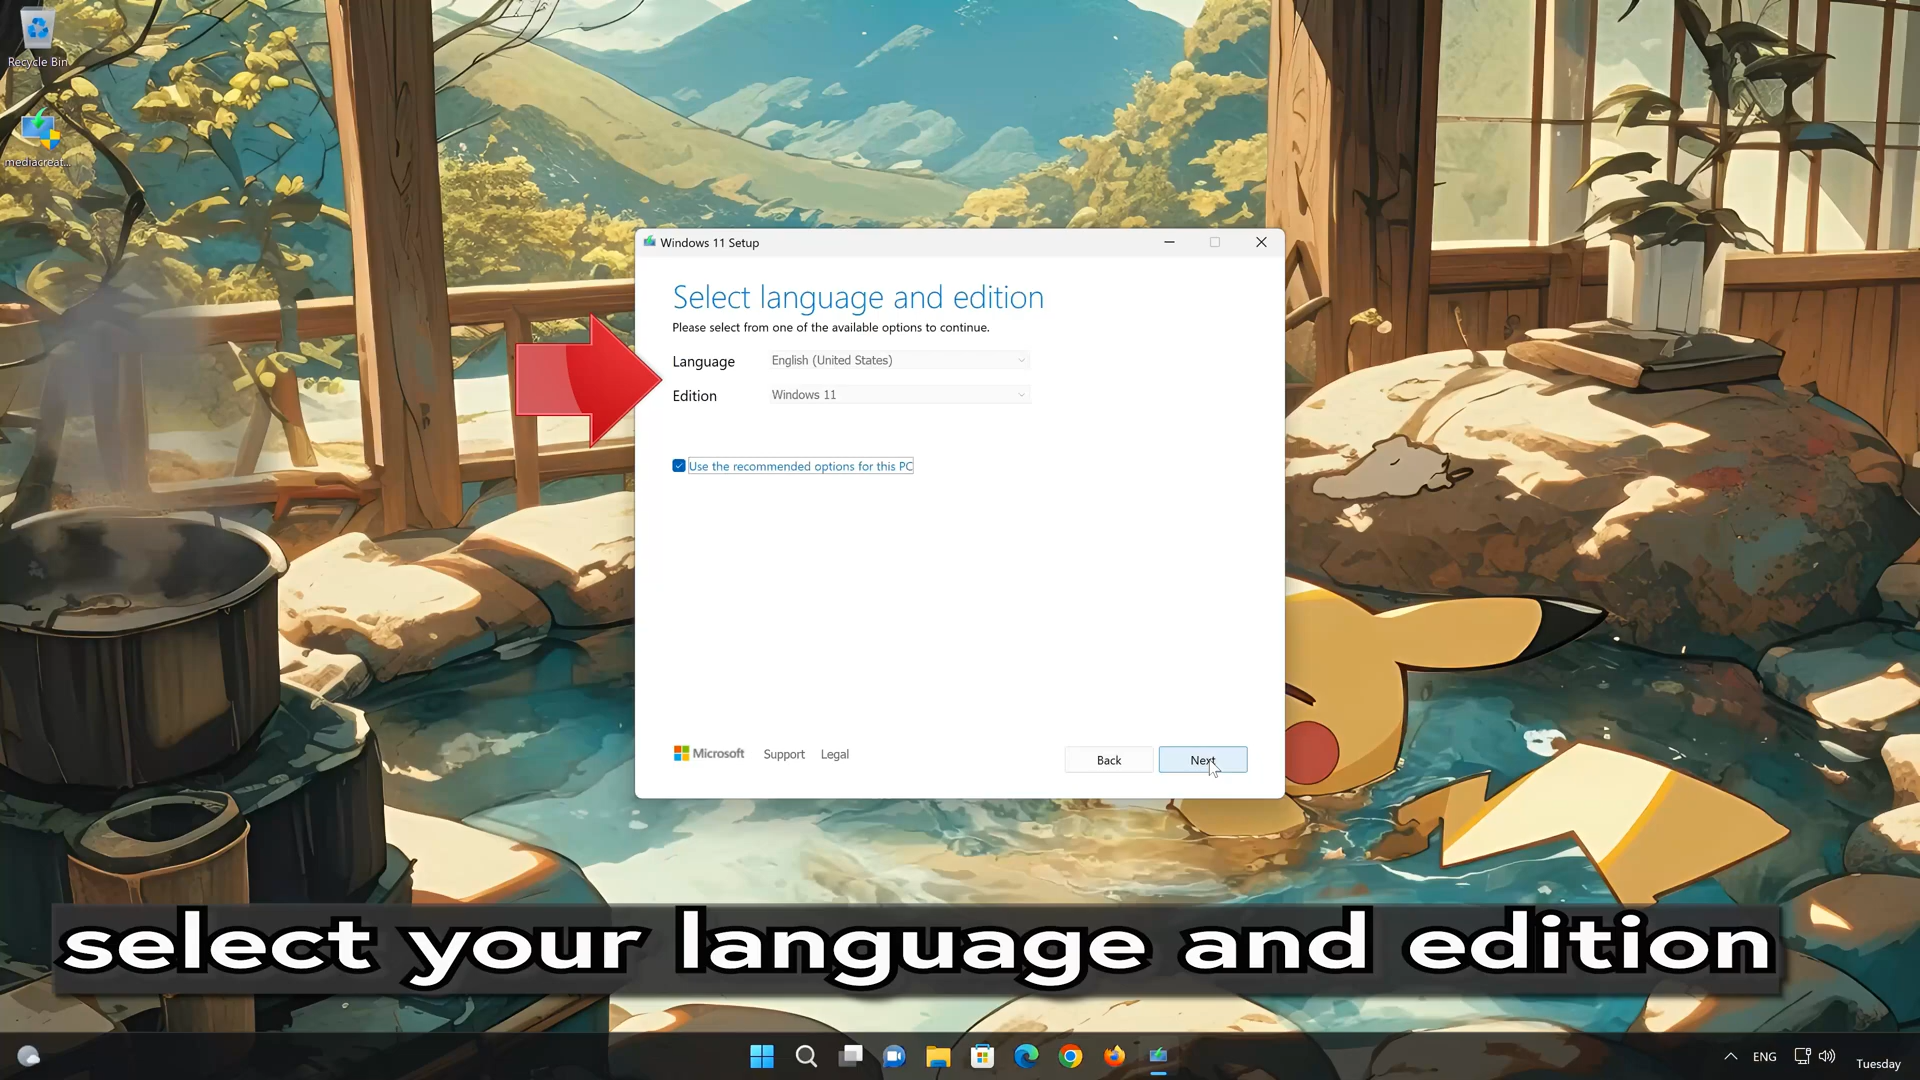 Recycle Bin
mediacreat...
Windows 11 Setup
Select language and edition
Please select from one of the available options to continue.
Language
English (United States)
Edition
Windows 11
Use the recommended options for this PC
Microsoft
Support
Legal
Back
Next
select your language and edition
ENG
Tuesday